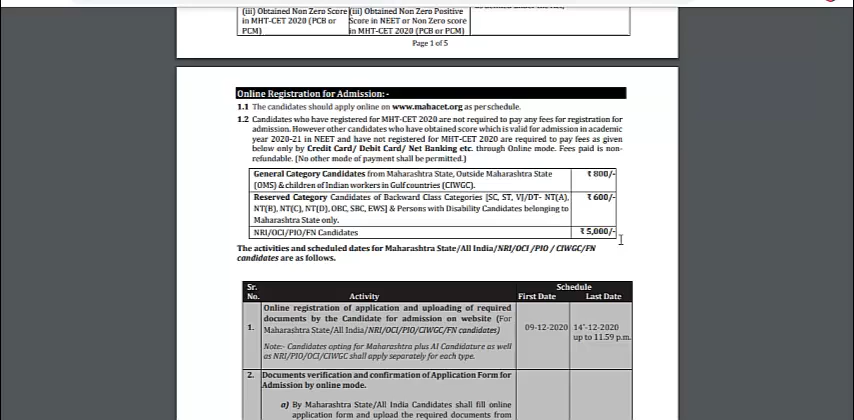 (iii) Obtained Non Zero Score (iii) Obtained Non Zero Positive
in MHT-CET 2020 (PCB or Score in NEET or Non Zero score
PCM) in MHT-CET 2020 (PCB or PCM)
Page 1 of 5
Online Registration for Admission:-
1.1 The candidates should apply online on www.mahacet.org as per schedule.
1.2 Candidates who have registered for MHT-CET 2020 are not required to pay any fees for registration for
admission. However other candidates who have obtained score which is valid for admission in academic
year 2020-21 in NEET and have not registered for MHT-CET 2020 are required to pay fees as given
below only by Credit Card/ Debit Card/ Net Banking etc. through Online mode. Fees paid is non-
refundable. (No other mode of payment shall be permitted.)
General Category Candidates from Maharashtra State, Outside Maharashtra State ₹ 800/-
(OMS) & children of Indian workers in Gulf countries (CIWGC).
Reserved Category Candidates of Backward Class Categories [SC, ST, VJ/DT- NT(A), ₹ 600/-
NT(B), NT(C), NT(D), OBC, SBC, EWS] & Persons with Disability Candidates belonging to
Maharashtra State only.
NRI/OCI/PIO/FN Candidates ₹ 5,000/-
The activities and scheduled dates for Maharashtra State/All India/NRI/OCI /PIO / CIWGC/FN
candidates are as follows.
Sr. Schedule
No. Activity First Date Last Date
Online registration of application and uploading of required
documents by the Candidate for admission on website (For
1. Maharashtra State/All India/NRI/OCI/PIO/CIWGC/FN candidates) 09-12-2020 14-12-2020
up to 11.59 p.m.
Note:- Candidates opting for Maharashtra plus AI Candidature as well
as NRI/PIO/OCI/CIWGC shall apply separately for each type.
2. Documents verification and confirmation of Application Form for
Admission by online mode.
a) By Maharashtra State/All India Candidates shall fill online
application form and upload the required documents from